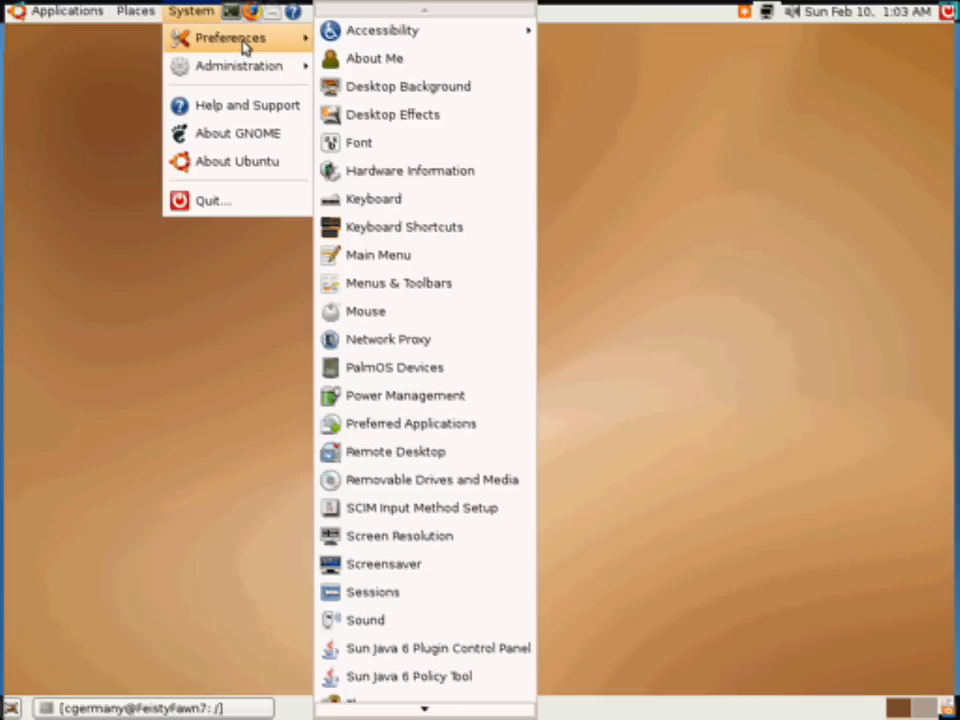 Applications Places System Sun Feb 10, 1:03 AM
Preferences
Administration
Help and Support
About GNOME
About Ubuntu
Quit...
Accessibility
About Me
Desktop Background
Desktop Effects
Font
Hardware Information
Keyboard
Keyboard Shortcuts
Main Menu
Menus & Toolbars
Mouse
Network Proxy
PalmOS Devices
Power Management
Preferred Applications
Remote Desktop
Removable Drives and Media
SCIM Input Method Setup
Screen Resolution
Screensaver
Sessions
Sound
Sun Java 6 Plugin Control Panel
Sun Java 6 Policy Tool
[cgermany@FeistyFawn7: /]